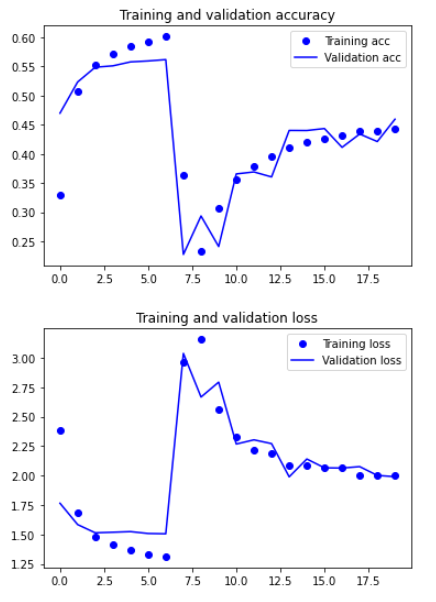 Training and validation accuracy
0.60
0.55
0.50
0.45
0.40
0.35
0.30
0.25
Training acc
Validation acc
0.0 2.5 5.0 7.5 10.0 12.5 15.0 17.5
Training and validation loss
3.00
2.75
2.50
2.25
2.00
1.75
1.50
1.25
Training loss
Validation loss
0.0 2.5 5.0 7.5 10.0 12.5 15.0 17.5